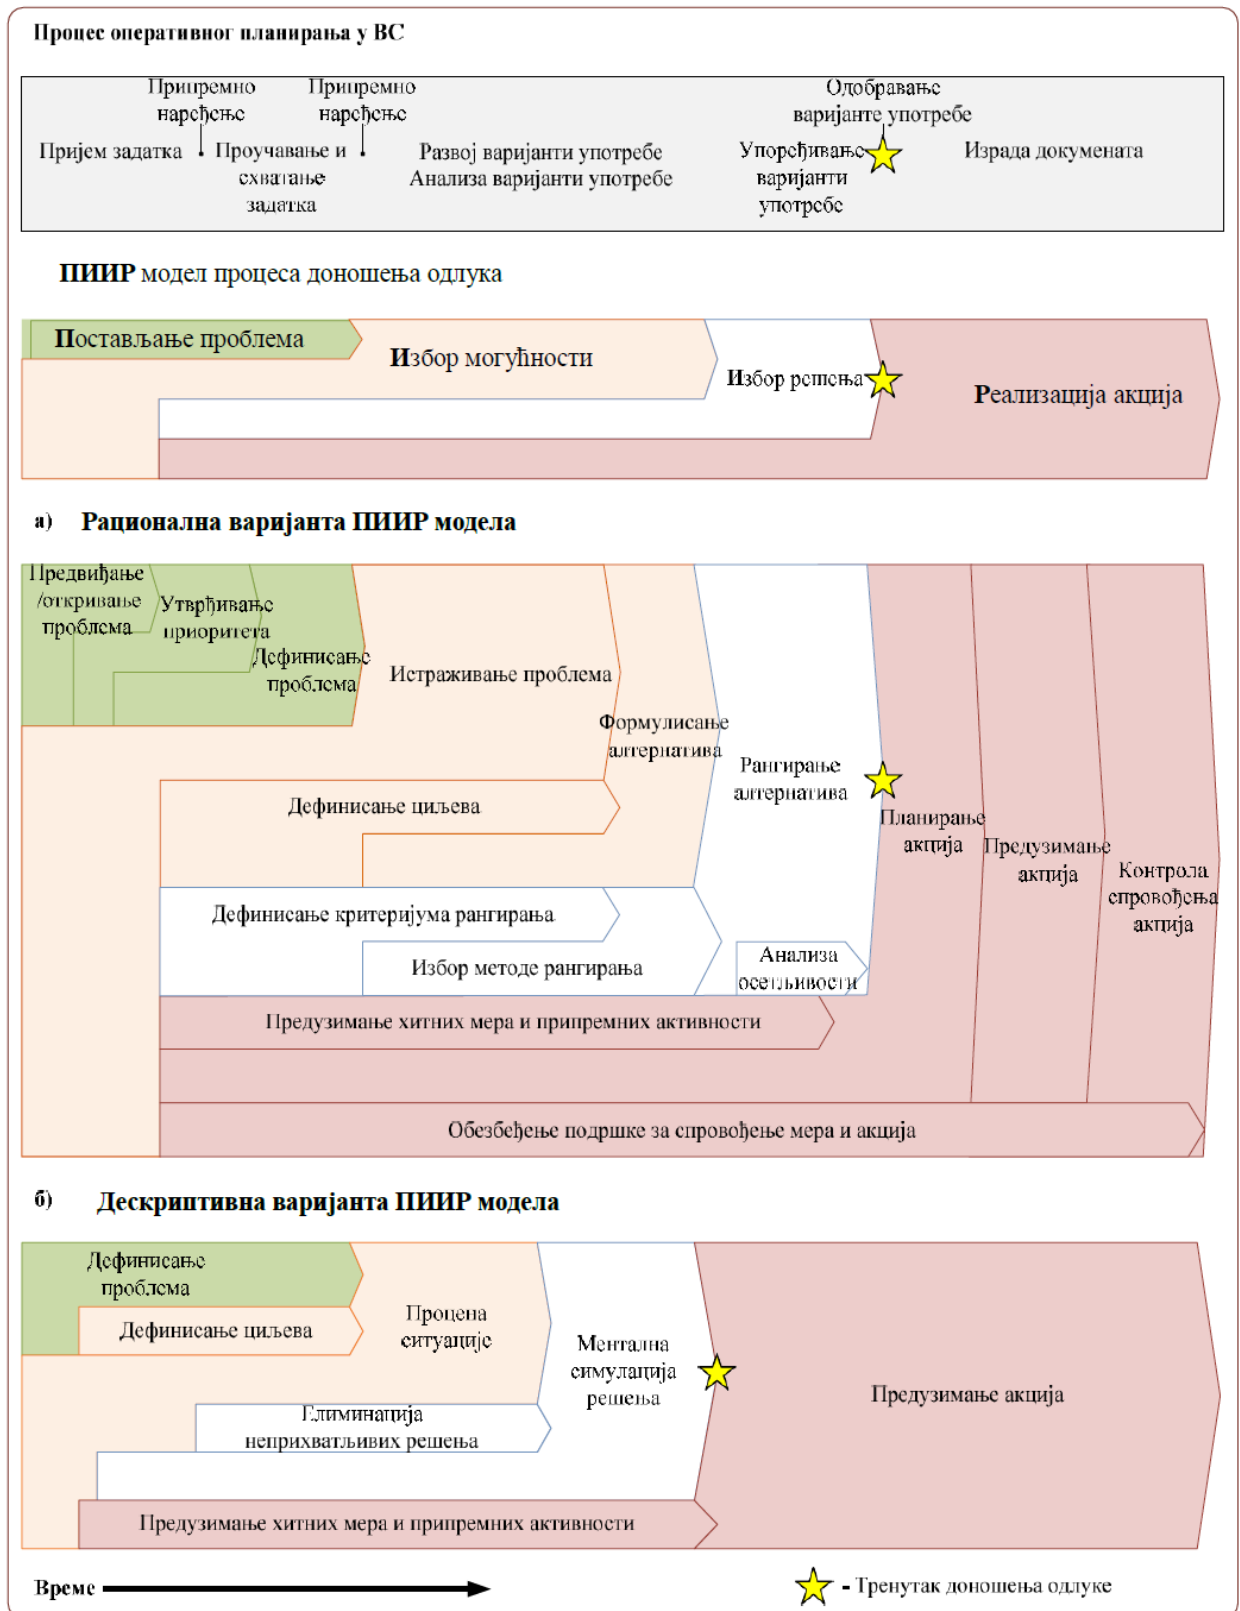 Процес оперативног планирања у ВС
Припремно
наређење
Припремно
наређење
Одобравање
варијанте употребе
Пријем задатка
Проучавање и
схватање
задатка
Развој варијанти употребе
Анализа варијанти употребе
Упоређивање
варијанти
употребе
Израда докумената
ПИИР модел процеса доношења одлука
Постављање проблема
Избор могућности
Избор решења
Реализација акција
а) Рационална варијанта ПИИР модела
Предвиђање
/откривање
проблема
Утврђивање
приоритета
Дефинисање
проблема
Истраживање проблема
Формулисање
алтернатива
Рангирање
алтернатива
Дефинисање циљева
Планирање
акција
Предузимање
акција
Контрола
спровођења
акција
Дефинисање критеријума рангирања
Избор методе рангирања
Анализа
осетљивости
Предузимање хитних мера и припремних активности
Обезбеђење подршке за спровођење мера и акција
б) Дескриптивна варијанта ПИИР модела
Дефинисање
проблема
Дефинисање циљева
Процена
ситуације
Ментална
симулација
решења
Предузимање акција
Елиминација
неприхватљивих решења
Предузимање хитних мера и припремних активности
Време
- Тренутак доношења одлуке